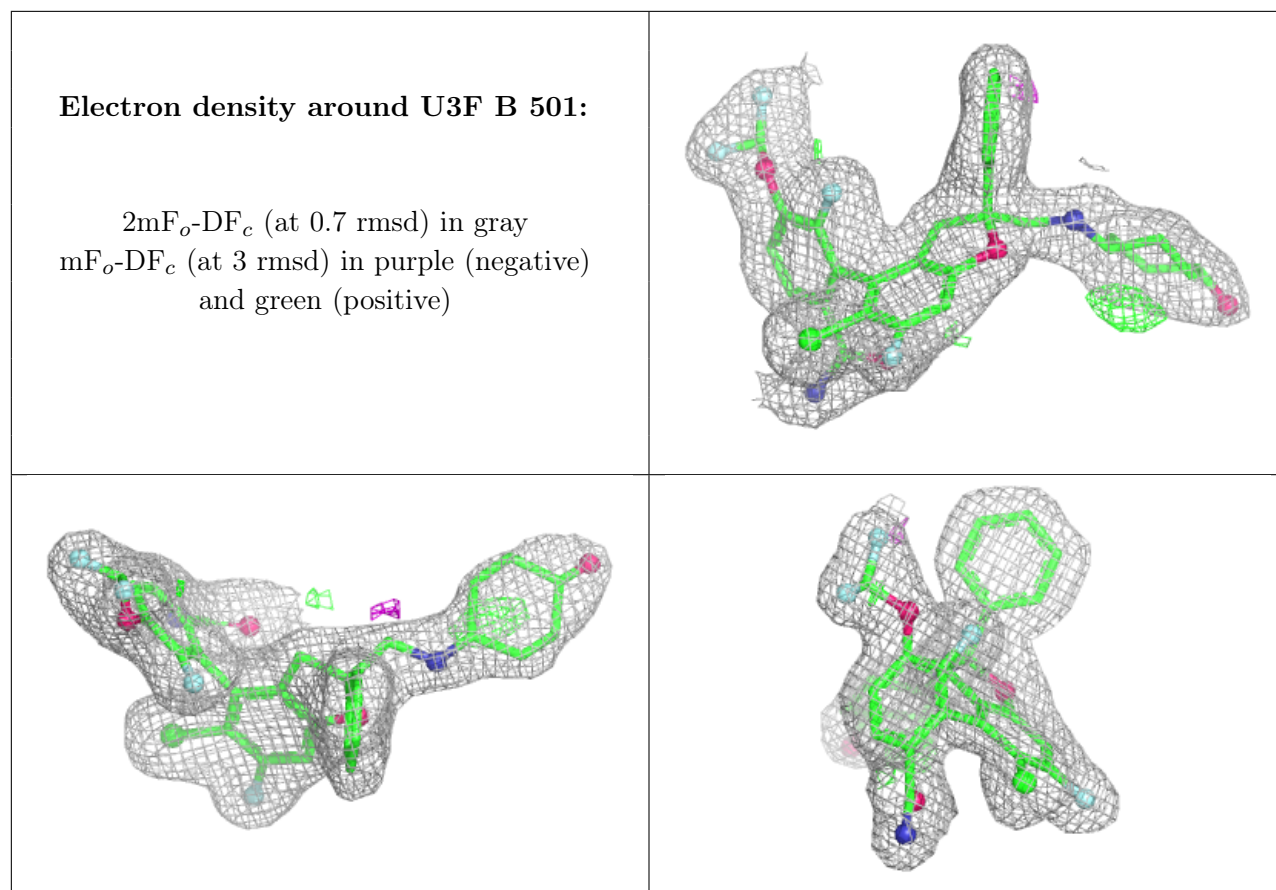 Electron density around U3F B 501:
2mFₒ-DF𝒸 (at 0.7 rmsd) in gray
mFₒ-DF𝒸 (at 3 rmsd) in purple (negative)
and green (positive)